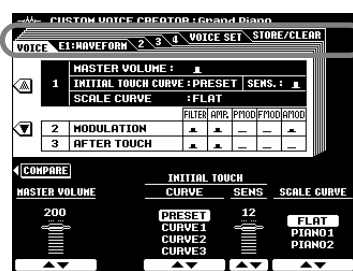 CUSTOM VOICE CREATOR : Grand Piano
VOICE E1:WAVEFORM 2 3 4 VOICE SET STORE/CLEAR
MASTER VOLUME :
1 INITIAL TOUCH CURVE : PRESET SENS. :
SCALE CURVE : FLAT
FILTER AMP. PMOD FMOD AMOD
2 MODULATION
3 AFTER TOUCH
COMPARE
INITIAL TOUCH
MASTER VOLUME CURVE SENS SCALE CURVE
200 PRESET 12 FLAT
CURVE1 PIANO1
CURVE2 PIANO2
CURVE3